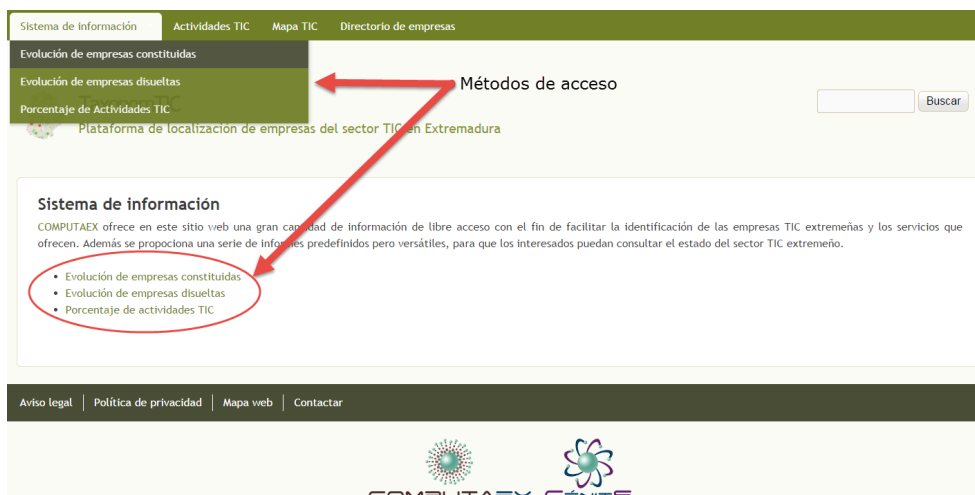 Sistema de información Actividades TIC Mapa TIC Directorio de empresas
Evolución de empresas constituidas
Evolución de empresas disueltas
Porcentaje de Actividades TIC
Métodos de acceso
Buscar
Plataforma de localización de empresas del sector TIC en Extremadura
Sistema de información
COMPUTAEX ofrece en este sitio web una gran cantidad de información de libre acceso con el fin de facilitar la identificación de las empresas TIC extremeñas y los servicios que
ofrecen. Además se propociona una serie de informes predefinidos pero versátiles, para que los interesados puedan consultar el estado del sector TIC extremeño.
Evolución de empresas constituidas
Evolución de empresas disueltas
Porcentaje de actividades TIC
Aviso legal Política de privacidad Mapa web Contactar
COMPUTAEX CÉNITS